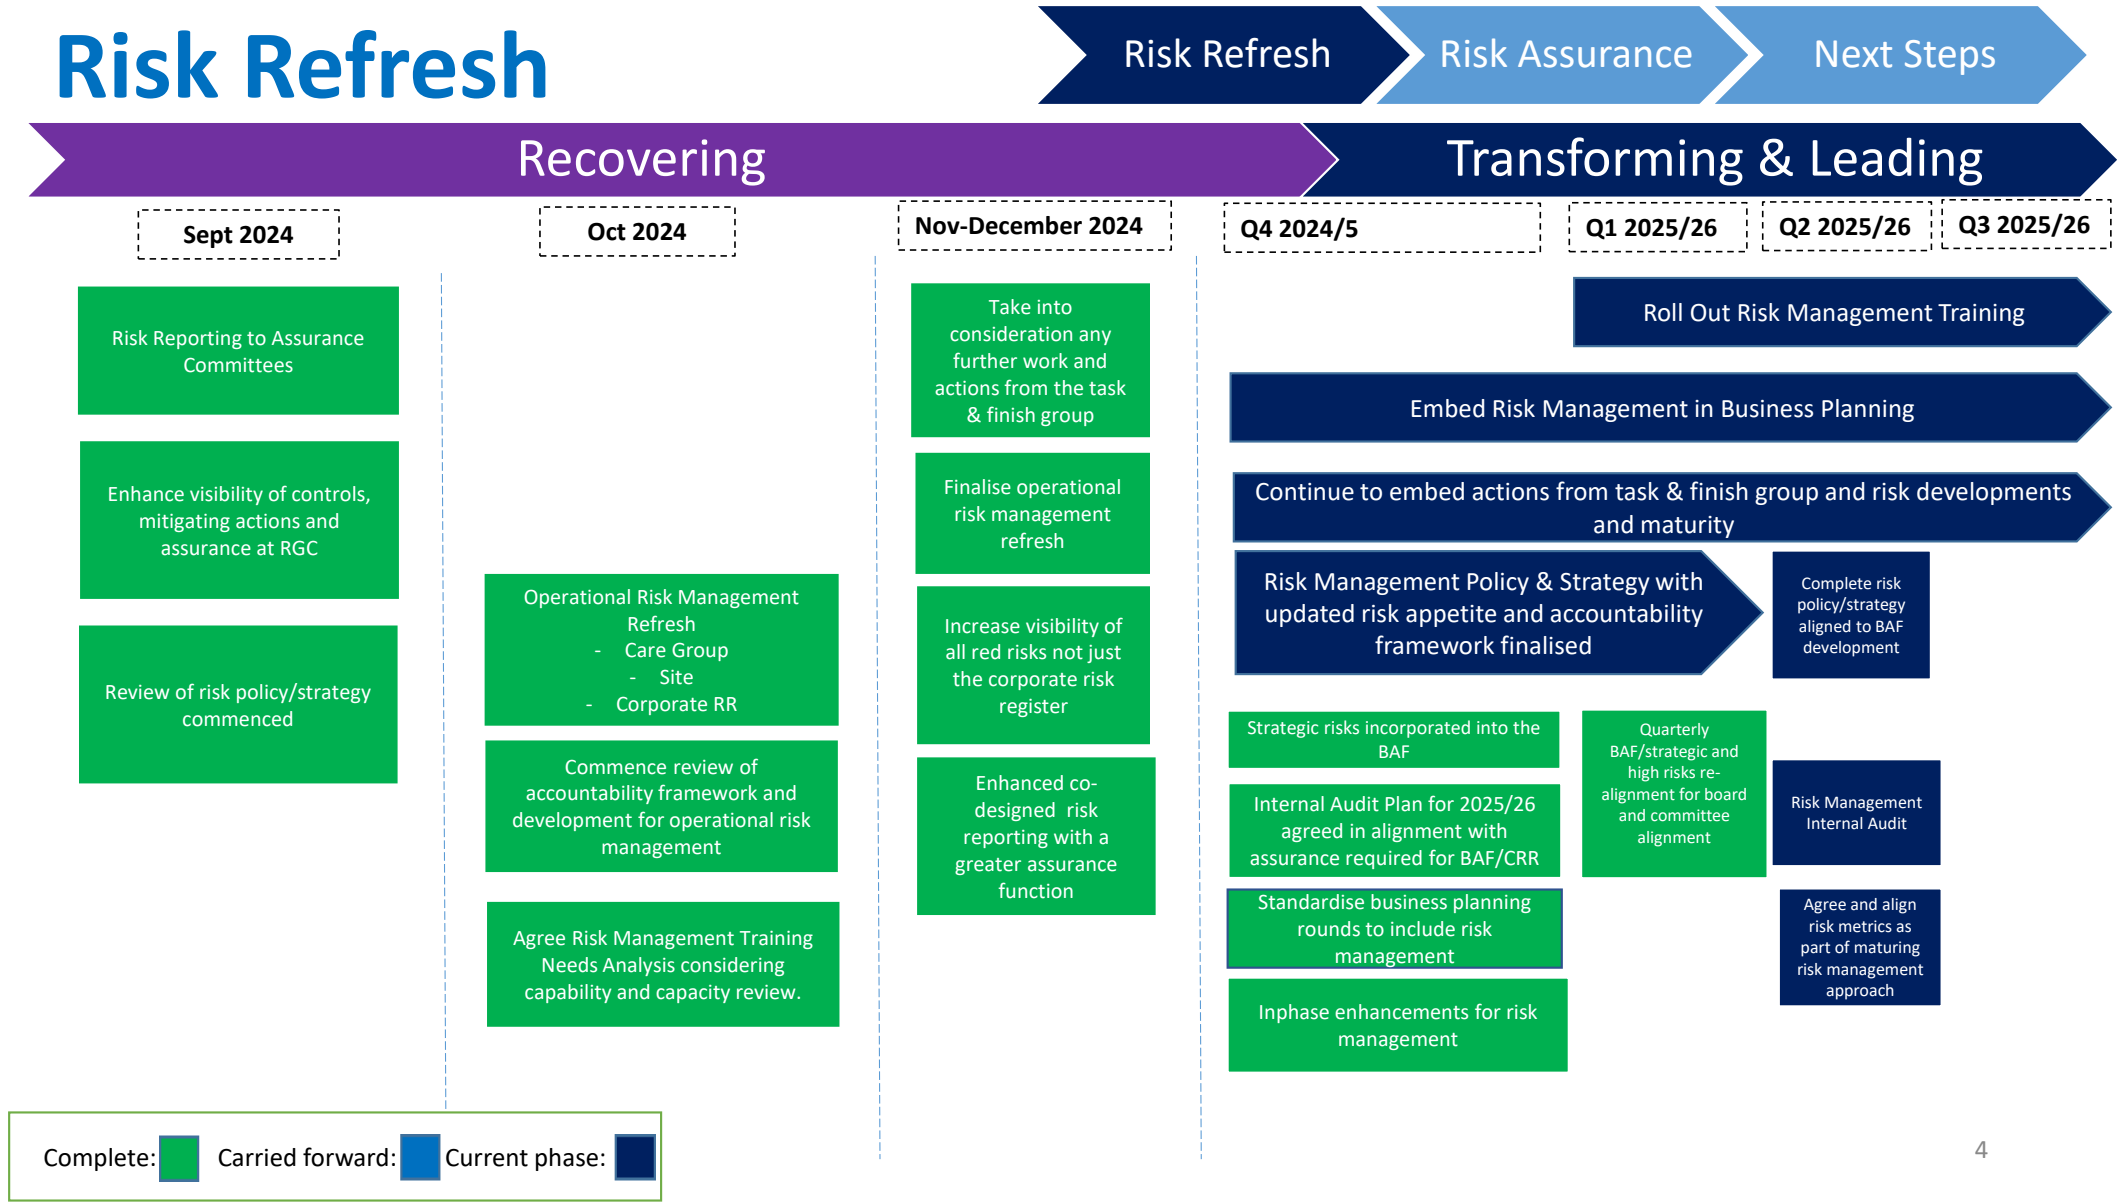 Risk Refresh
Risk Refresh
Risk Assurance
Next Steps
Recovering
Transforming & Leading
Sept 2024
Oct 2024
Nov-December 2024
Q4 2024/5
Q1 2025/26
Q2 2025/26
Q3 2025/26
Risk Reporting to Assurance
Committees
Enhance visibility of controls,
mitigating actions and
assurance at RGC
Review of risk policy/strategy
commenced
Operational Risk Management
Refresh
- Care Group
- Site
- Corporate RR
Commence review of
accountability framework and
development for operational risk
management
Agree Risk Management Training
Needs Analysis considering
capability and capacity review.
Take into
consideration any
further work and
actions from the task
& finish group
Finalise operational
risk management
refresh
Increase visibility of
all red risks not just
the corporate risk
register
Enhanced co-
designed risk
reporting with a
greater assurance
function
Roll Out Risk Management Training
Embed Risk Management in Business Planning
Continue to embed actions from task & finish group and risk developments
and maturity
Risk Management Policy & Strategy with
updated risk appetite and accountability
framework finalised
Complete risk
policy/strategy
aligned to BAF
development
Strategic risks incorporated into the
BAF
Internal Audit Plan for 2025/26
agreed in alignment with
assurance required for BAF/CRR
Standardise business planning
rounds to include risk
management
Inphase enhancements for risk
management
Quarterly
BAF/strategic and
high risks re-
alignment for board
and committee
alignment
Risk Management
Internal Audit
Agree and align
risk metrics as
part of maturing
risk management
approach
Complete:
Carried forward:
Current phase:
4